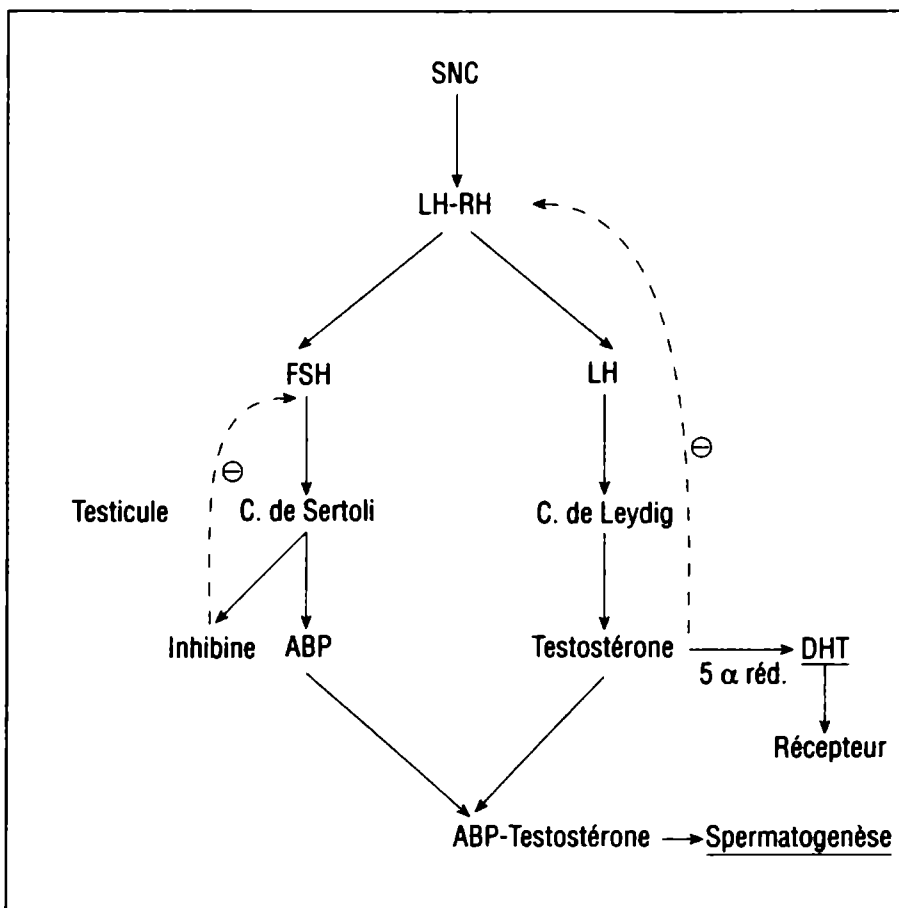 SNC
LH-RH
FSH
LH
⊖
⊖
Testicule
C. de Sertoli
C. de Leydig
Inhibine
ABP
Testostérone
5 α réd.
DHT
Récepteur
ABP-Testostérone
Spermatogenèse